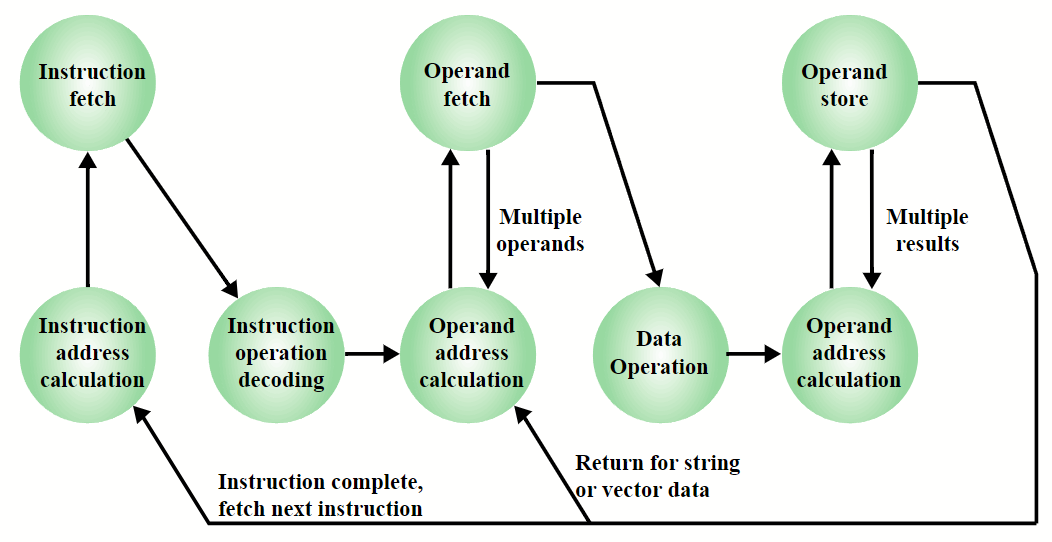 Instruction
fetch
Operand
fetch
Operand
store
Multiple
operands
Multiple
results
Instruction
address
calculation
Instruction
operation
decoding
Operand
address
calculation
Data
Operation
Operand
address
calculation
Instruction complete,
fetch next instruction
Return for string
or vector data